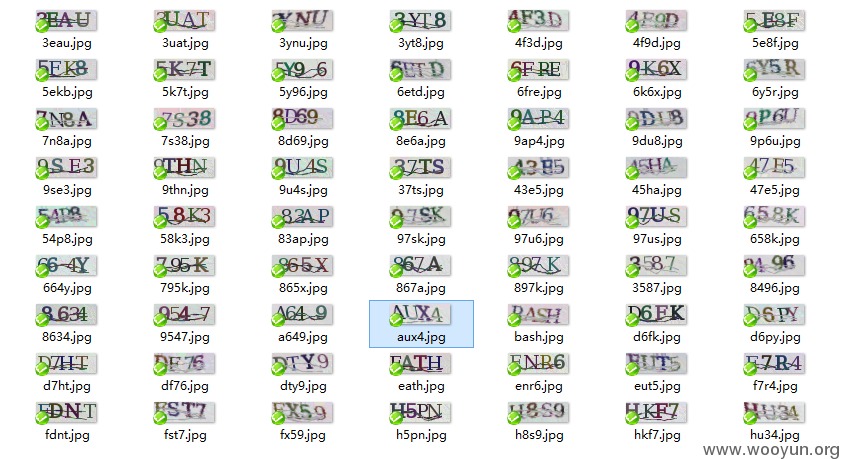 3EAU 3UAT 3YNU 3YT8 4F3D 4F9D 5E8F
3eau.jpg 3uat.jpg 3ynu.jpg 3yt8.jpg 4f3d.jpg 4f9d.jpg 5e8f.jpg
5EK8 5K7T 5Y96 6ETD 6FRE 6K6X 6Y5R
5ekb.jpg 5k7t.jpg 5y96.jpg 6etd.jpg 6fre.jpg 6k6x.jpg 6y5r.jpg
7N8A 7S38 8D69 8E6A 9AP4 9DU8 9P6U
7n8a.jpg 7s38.jpg 8d69.jpg 8e6a.jpg 9ap4.jpg 9du8.jpg 9p6u.jpg
9SE3 9THN 9U4S 37TS 43E5 45HA 47E5
9se3.jpg 9thn.jpg 9u4s.jpg 37ts.jpg 43e5.jpg 45ha.jpg 47e5.jpg
54P8 58K3 83AP 97SK 97U6 97US 658K
54p8.jpg 58k3.jpg 83ap.jpg 97sk.jpg 97u6.jpg 97us.jpg 658k.jpg
664Y 795K 865X 867A 897K 3587 8496
664y.jpg 795k.jpg 865x.jpg 867a.jpg 897k.jpg 3587.jpg 8496.jpg
8634 9547 A649 AUX4 BASH D6FK D6PY
8634.jpg 9547.jpg a649.jpg aux4.jpg bash.jpg d6fk.jpg d6py.jpg
D7HT DF76 DTY9 EATH ENR6 EUT5 F7R4
d7ht.jpg df76.jpg dty9.jpg eath.jpg enr6.jpg eut5.jpg f7r4.jpg
FDNT FST7 FX59 H5PN H8S9 HKF7 HU34
fdnt.jpg fst7.jpg fx59.jpg h5pn.jpg h8s9.jpg hkf7.jpg hu34.jpg
www.wooyun.org